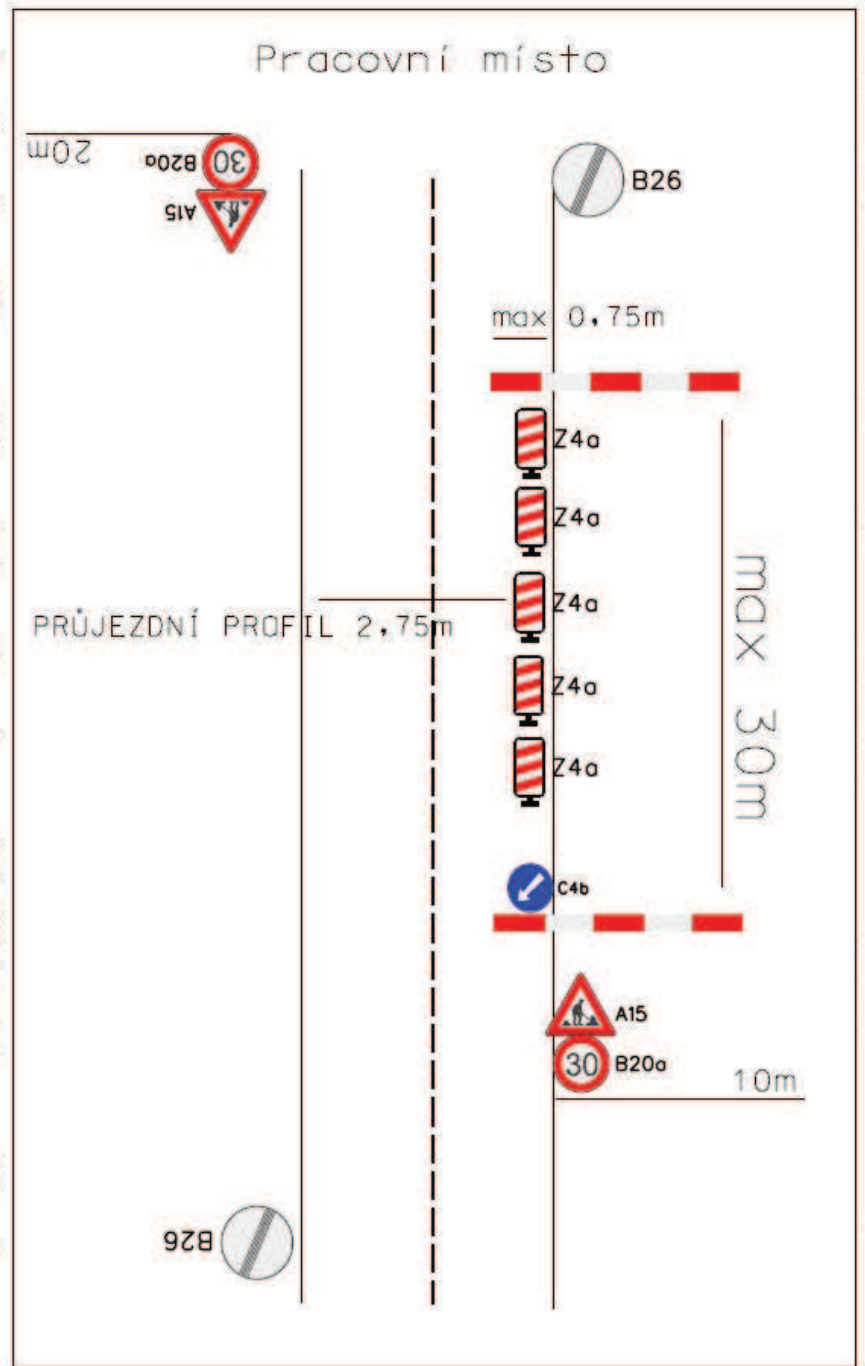 Pracovní místo
20m
B20a
30
A15
B26
max 0,75m
Z4a
Z4a
Z4a
PRŮJEZDNÍ PROFIL 2,75m
Z4a
Z4a
max 30m
C4b
A15
30
B20a
10m
B26